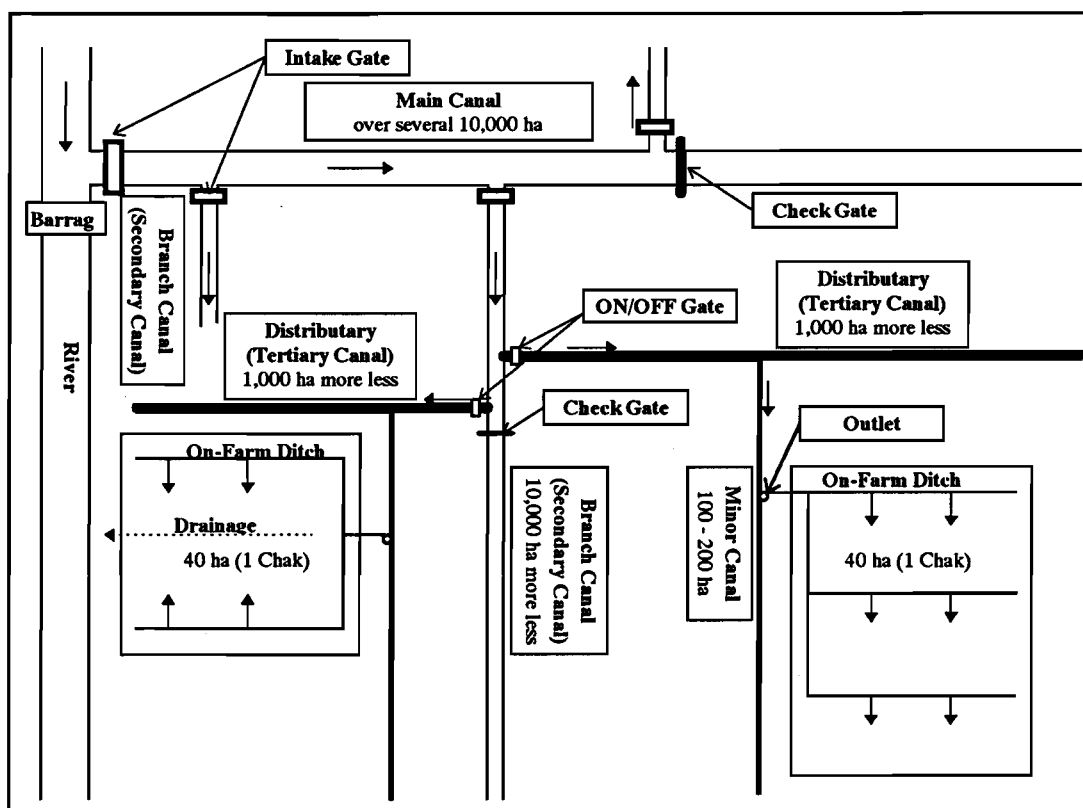 Intake Gate
Main Canal
over several 10,000 ha
Check Gate
Barrag
Branch Canal
(Secondary Canal)
River
Distributary
(Tertiary Canal)
1,000 ha more less
ON/OFF Gate
Distributary
(Tertiary Canal)
1,000 ha more less
Check Gate
Outlet
On-Farm Ditch
Drainage
40 ha (1 Chak)
Branch Canal
(Secondary Canal)
10,000 ha more less
Minor Canal
100 - 200 ha
On-Farm Ditch
40 ha (1 Chak)